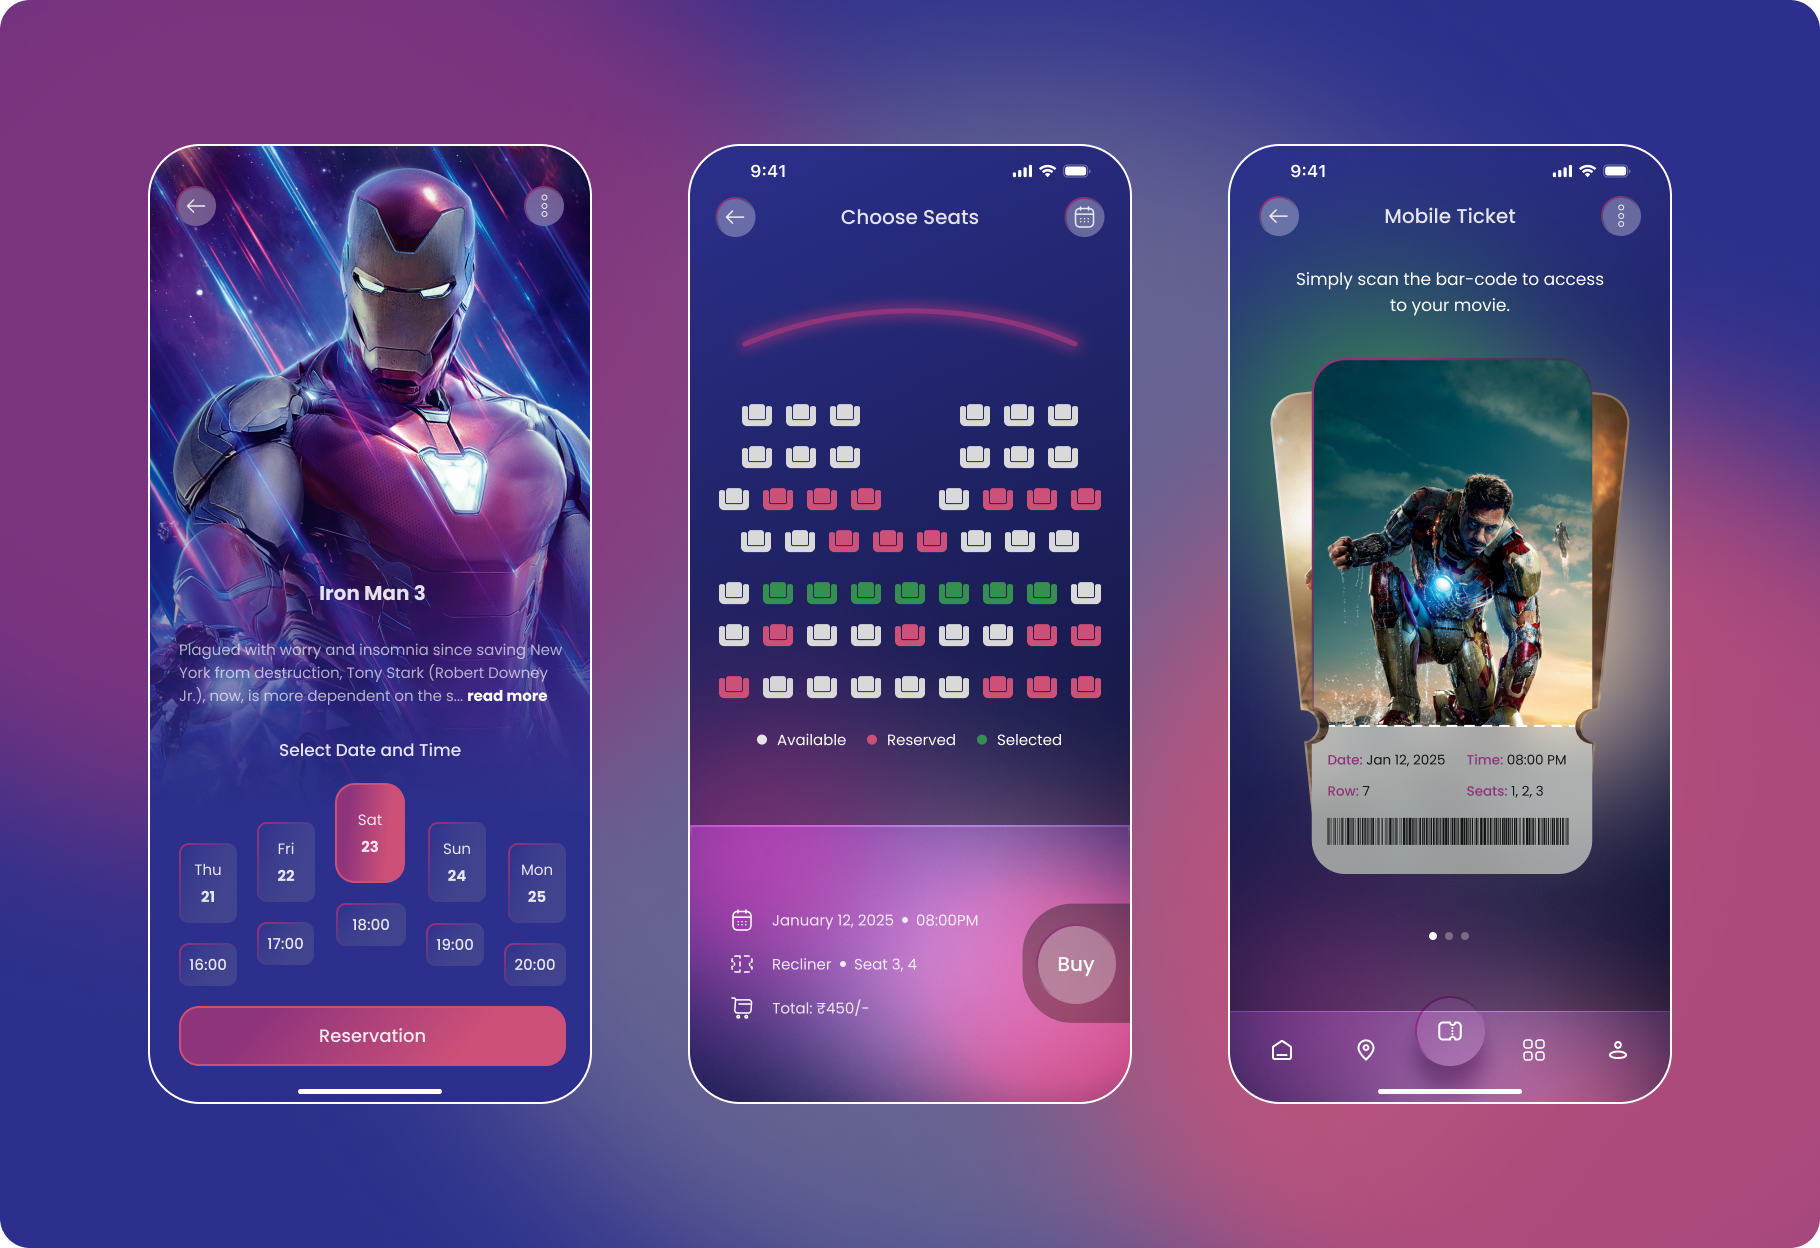 Iron Man 3
Plagued with worry and insomnia since saving New
York from destruction, Tony Stark (Robert Downey
Jr.), now, is more dependent on the s... read more
Select Date and Time
Thu
21
Fri
22
Sat
23
Sun
24
Mon
25
16:00
17:00
18:00
19:00
20:00
Reservation
9:41
Choose Seats
Available
Reserved
Selected
January 12, 2025 • 08:00PM
Recliner • Seat 3, 4
Total: ₹450/-
Buy
9:41
Mobile Ticket
Simply scan the bar-code to access
to your movie.
Date: Jan 12, 2025 Time: 08:00 PM
Row: 7 Seats: 1, 2, 3